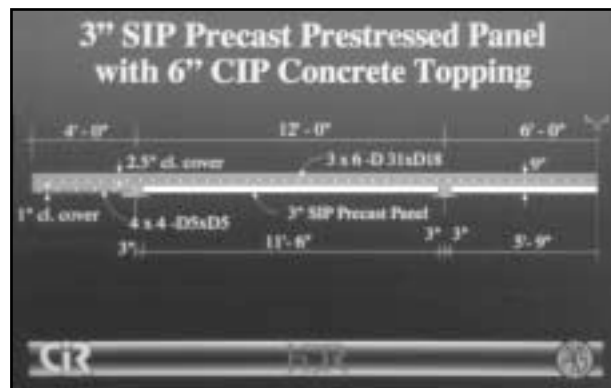 3” SIP Precast Prestressed Panel
with 6” CIP Concrete Topping
4’ - 0” 12’ - 0” 6’ - 0”
2.5” cl. cover 3 x 6 -D 31xD18 9”
1” cl. cover 4 x 4 -D5xD5 3” SIP Precast Panel
3” 11’- 6” 3” 3” 5’- 9”
CiR HDR